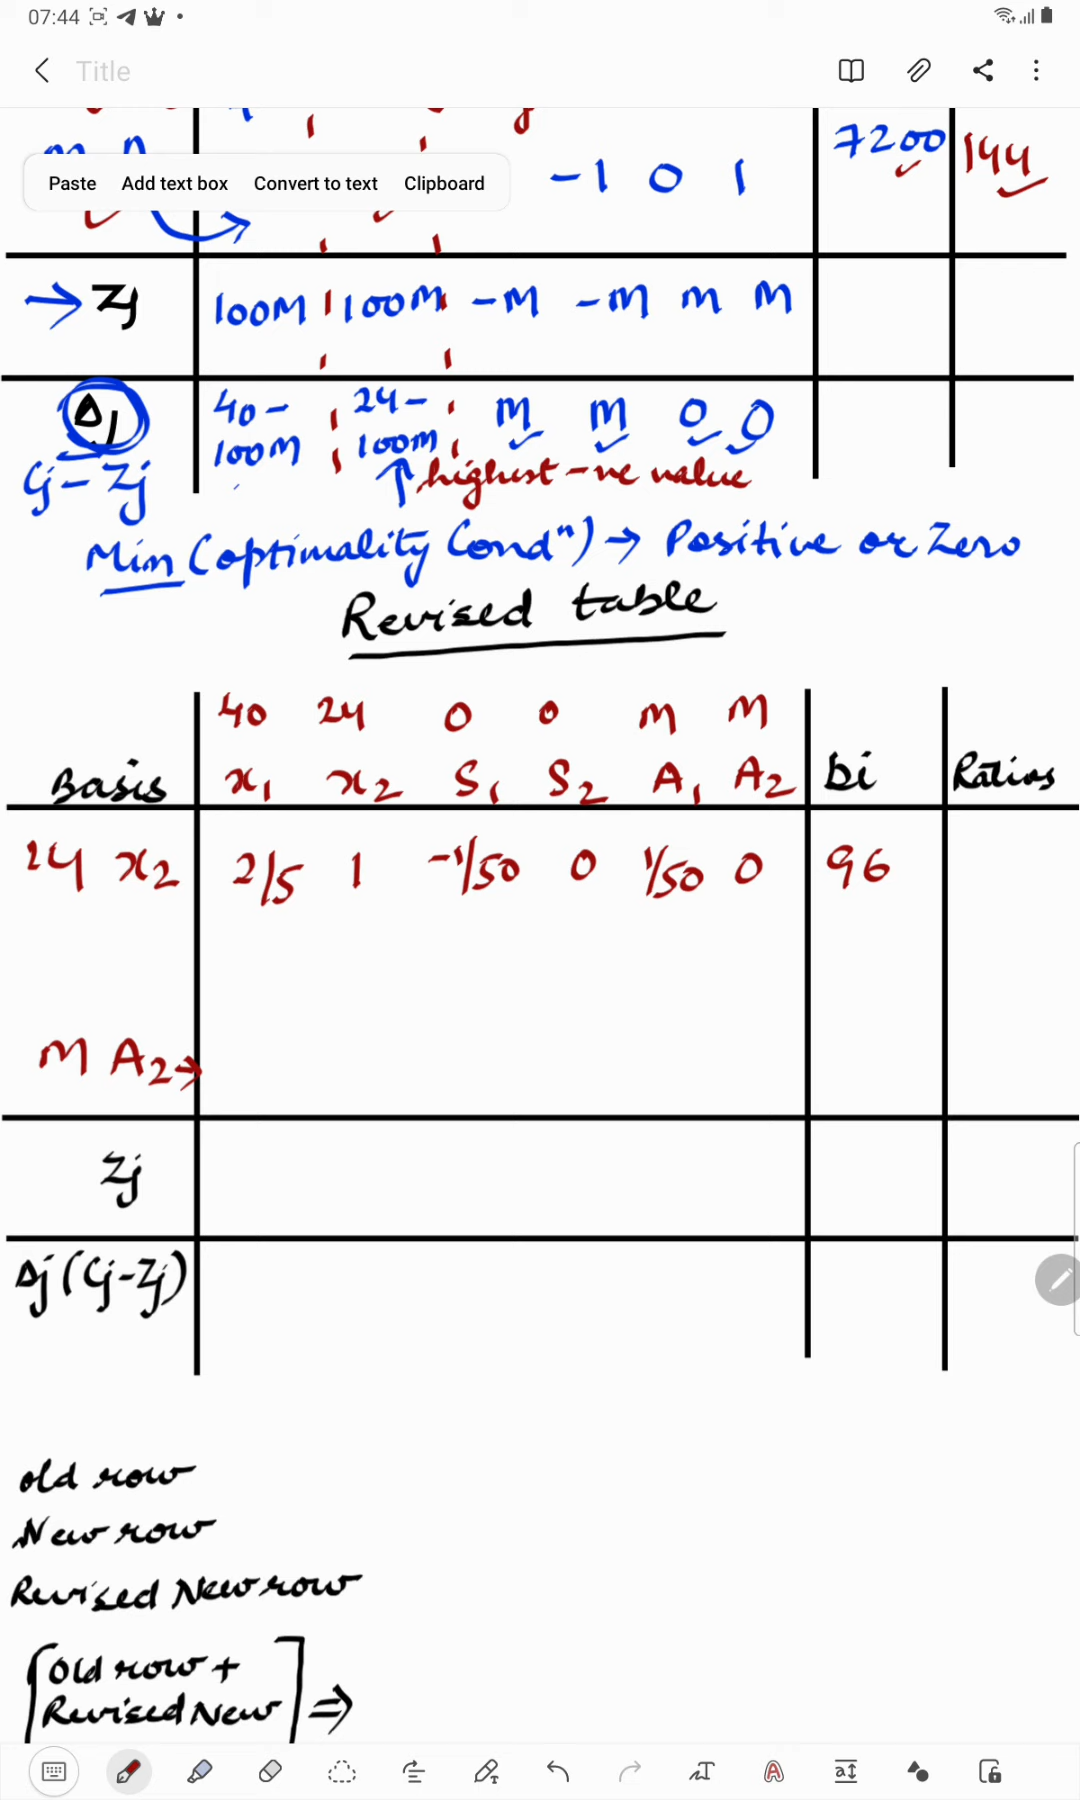 07:44
Title
7200 144
-1 0 1
Paste Add text box Convert to text Clipboard
→ Zj 100M 100M -M -M M M
Δj 40-100M 24-100M M M 0 0
Cj - Zj ↑ highest -ve value
Min (optimality Condⁿ) → Positive or Zero
Revised table
40 24 0 0 M M
Basis x₁ x₂ S₁ S₂ A₁ A₂ bi Ratios
24 x₂ 2/5 1 -1/50 0 1/50 0 96
M A₂→
Zj
Δj (Cj-Zj)
old row
New row
Revised New row
[Old row +
Revised New] ⇒